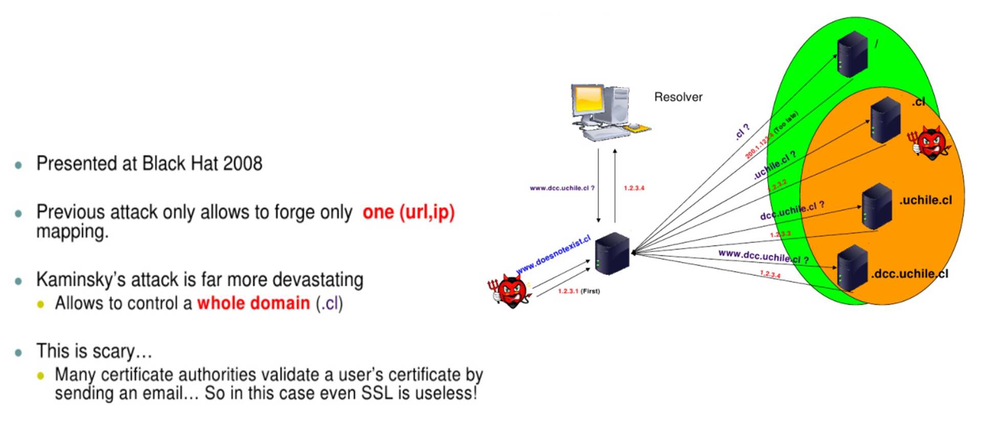 Presented at Black Hat 2008
Previous attack only allows to forge only one (url,ip)
mapping.
Kaminsky's attack is far more devastating
Allows to control a whole domain (.cl)
This is scary...
Many certificate authorities validate a user's certificate by
sending an email... So in this case even SSL is useless!
/
Resolver
.cl
.cl ?
200.1.123.4 (Too late)
.uchile.cl ?
1.2.3.2
www.dcc.uchile.cl ?
1.2.3.4
.uchile.cl
dcc.uchile.cl ?
1.2.3.3
www.doesnotexist.cl
www.dcc.uchile.cl ?
1.2.3.4
.dcc.uchile.cl
1.2.3.1 (First)